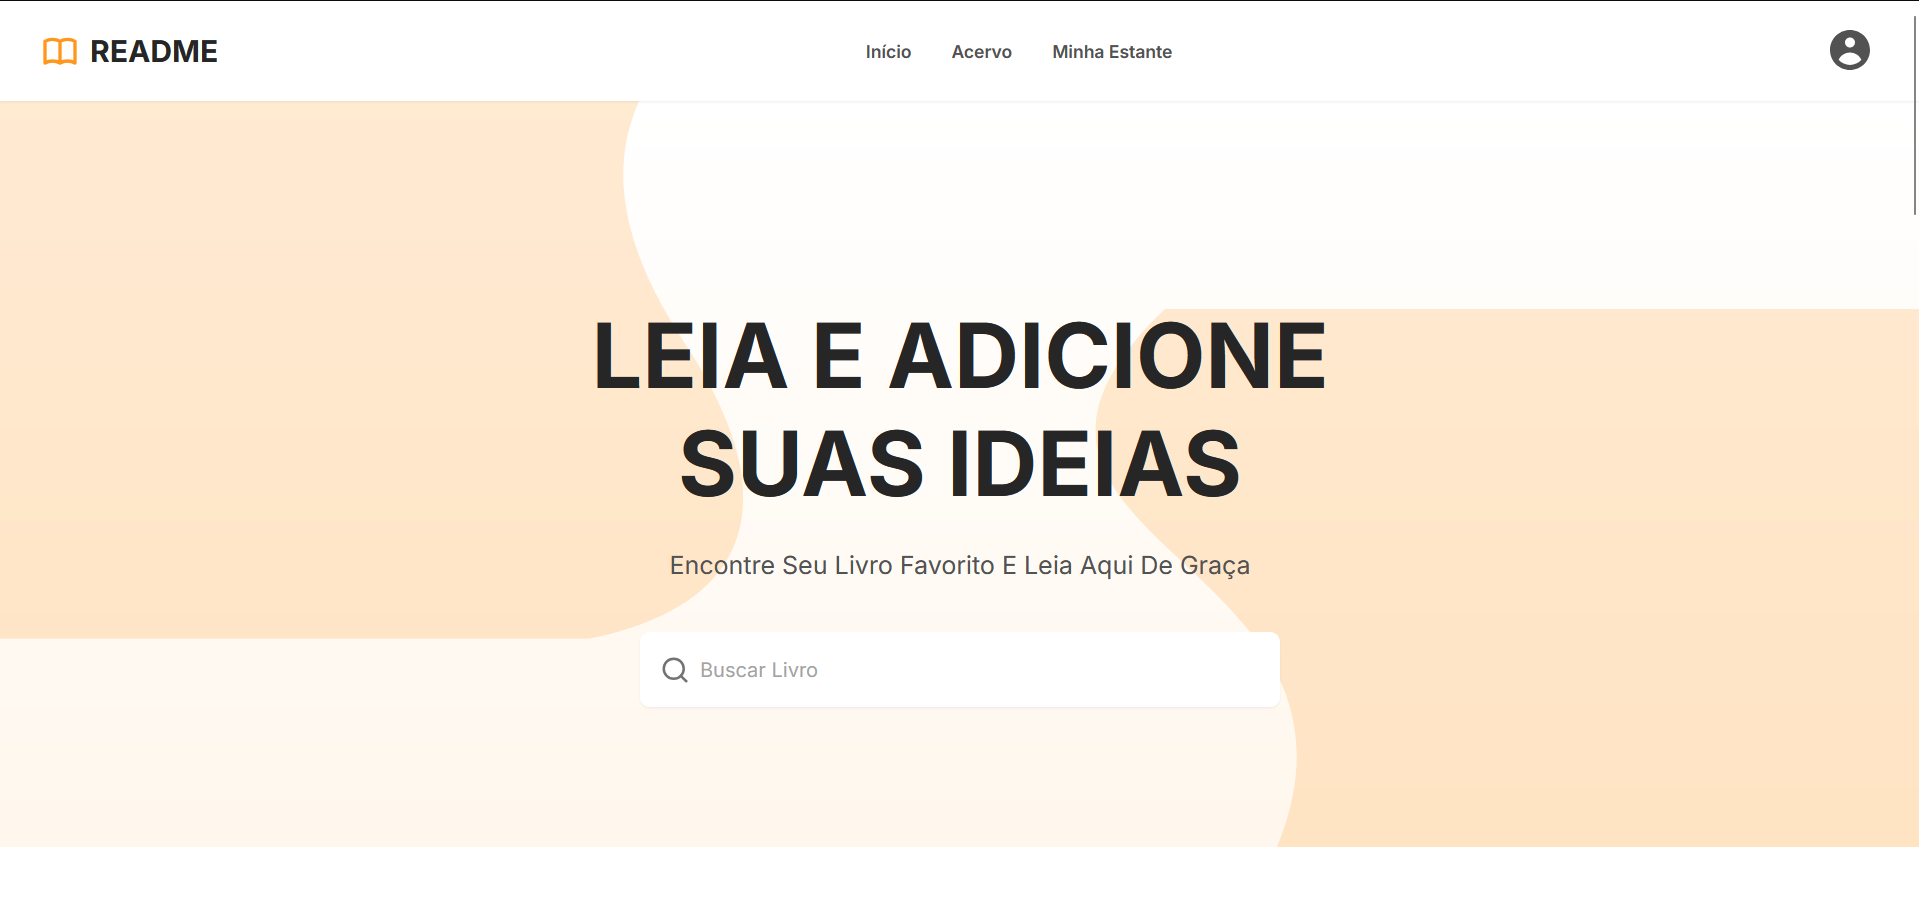 README
Início
Acervo
Minha Estante
LEIA E ADICIONE
SUAS IDEIAS
Encontre Seu Livro Favorito E Leia Aqui De Graça
Buscar Livro